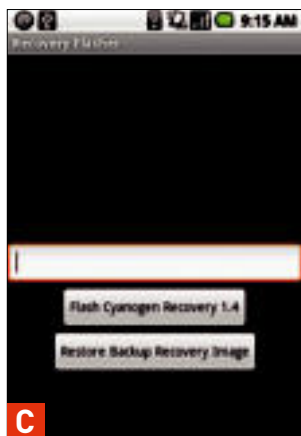 9:15 AM
Recovery Flasher
Flash Cyanogen Recovery 1.4
Restore Backup Recovery Image
C